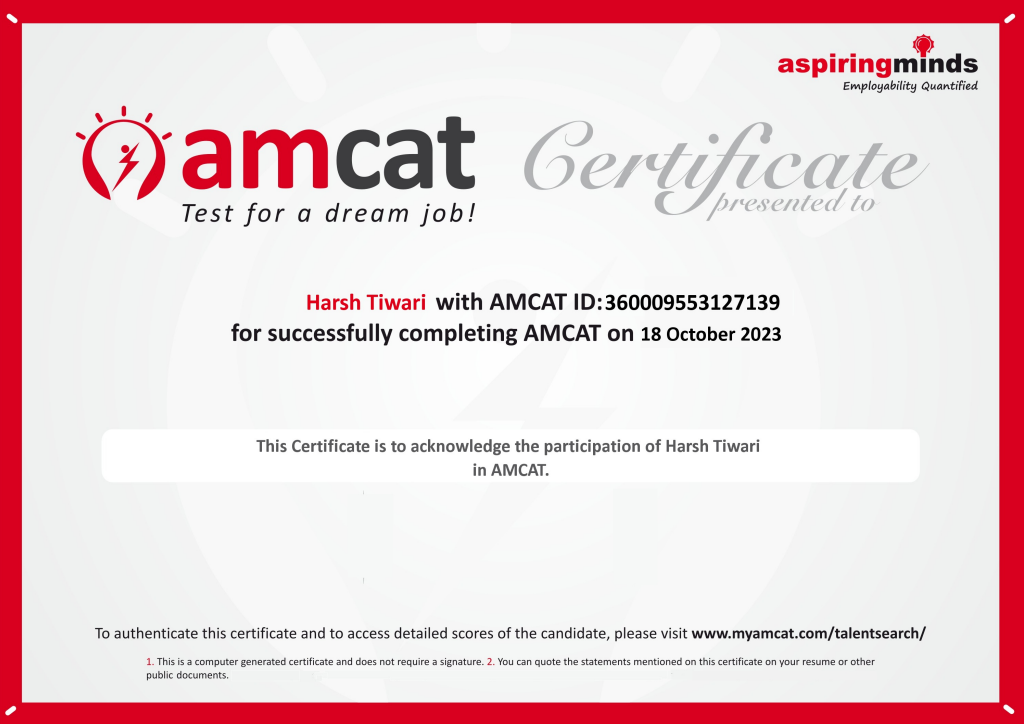 aspiringminds
Employability Quantified
amcat
Test for a dream job!
Certificate
presented to
Harsh Tiwari with AMCAT ID:360009553127139
for successfully completing AMCAT on 18 October 2023
This Certificate is to acknowledge the participation of Harsh Tiwari
in AMCAT.
To authenticate this certificate and to access detailed scores of the candidate, please visit www.myamcat.com/talentsearch/
1. This is a computer generated certificate and does not require a signature. 2. You can quote the statements mentioned on this certificate on your resume or other
public documents.